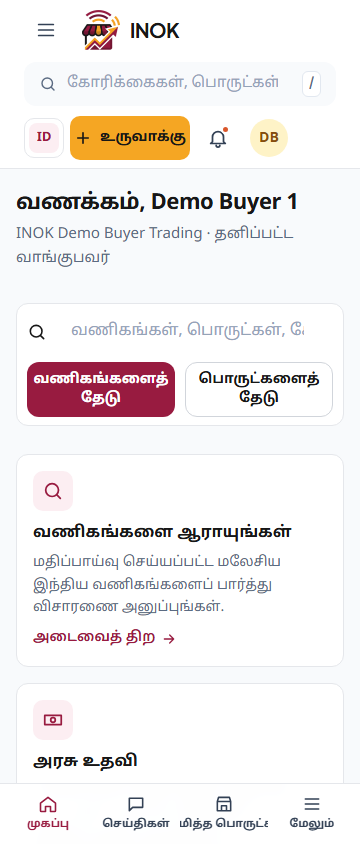 INOK
கோரிக்கைகள், பொருட்கள்
/
ID
+ உருவாக்கு
DB
வணக்கம், Demo Buyer 1
INOK Demo Buyer Trading · தனிப்பட்ட
வாங்குபவர்
வணிகங்கள், பொருட்கள்,
வணிகங்களைத்
தேடு
பொருட்களைத்
தேடு
வணிகங்களை ஆராயுங்கள்
மதிப்பாய்வு செய்யப்பட்ட மலேசிய
இந்திய வணிகங்களைப் பார்த்து
விசாரணை அனுப்புங்கள்.
அடைவைத் திற →
அரசு உதவி
முகப்பு
செய்திகள்
மித்த பொருட்க
மேலும்